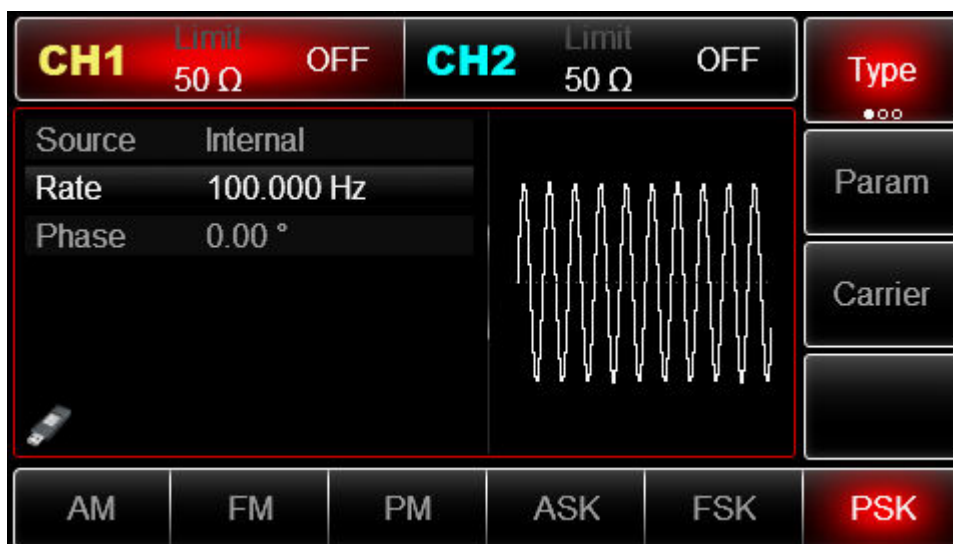 CH1 Limit 50 Ω OFF CH2 Limit 50 Ω OFF Type
Source Internal
Rate 100.000 Hz
Phase 0.00 °
Param
Carrier
AM FM PM ASK FSK PSK